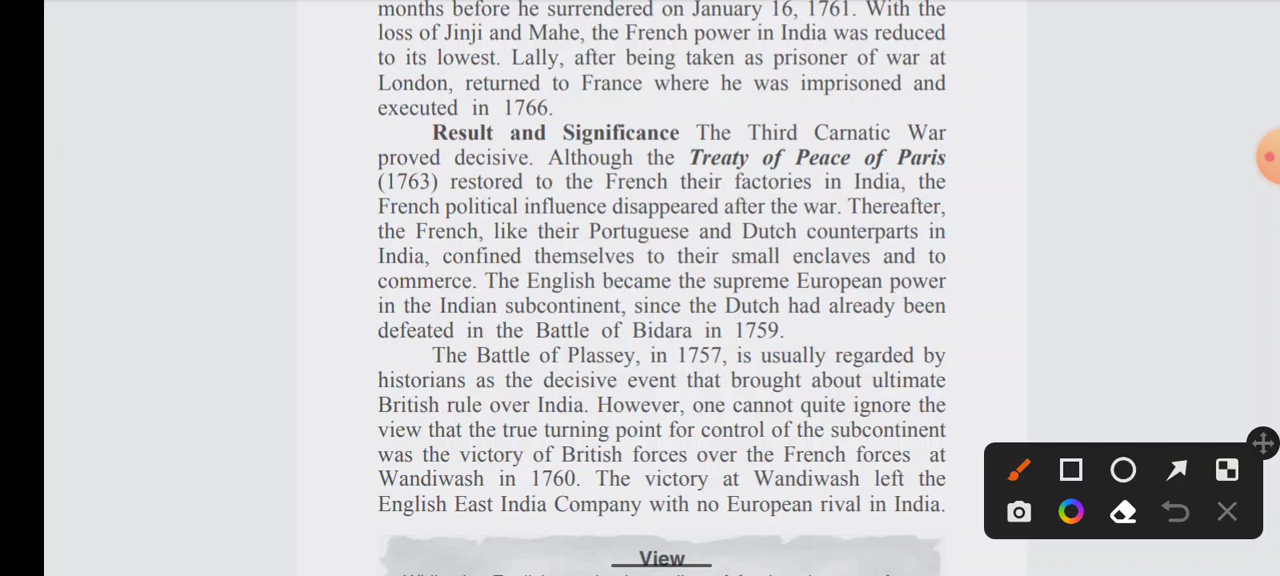 months before he surrendered on January 16, 1761. With the
loss of Jinji and Mahe, the French power in India was reduced
to its lowest. Lally, after being taken as prisoner of war at
London, returned to France where he was imprisoned and
executed in 1766.
Result and Significance The Third Carnatic War
proved decisive. Although the Treaty of Peace of Paris
(1763) restored to the French their factories in India, the
French political influence disappeared after the war. Thereafter,
the French, like their Portuguese and Dutch counterparts in
India, confined themselves to their small enclaves and to
commerce. The English became the supreme European power
in the Indian subcontinent, since the Dutch had already been
defeated in the Battle of Bidara in 1759.
The Battle of Plassey, in 1757, is usually regarded by
historians as the decisive event that brought about ultimate
British rule over India. However, one cannot quite ignore the
view that the true turning point for control of the subcontinent
was the victory of British forces over the French forces at
Wandiwash in 1760. The victory at Wandiwash left the
English East India Company with no European rival in India.
View